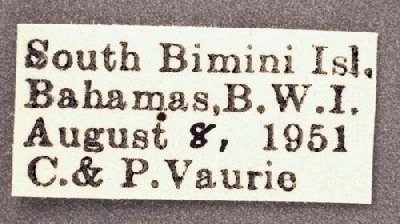 South Bimini Isl.
Bahamas,B.W.I.
August 8, 1951
C.& P.Vaurie